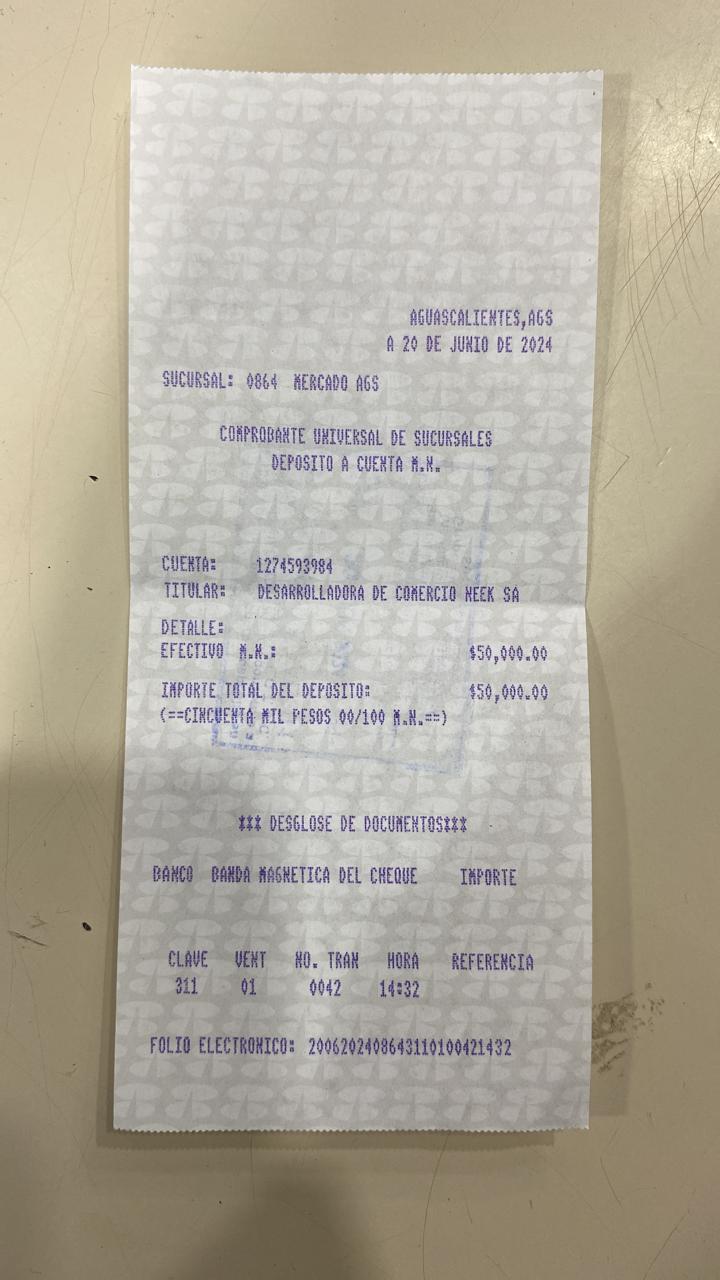 AGUASCALIENTES,AGS
A 20 DE JUNIO DE 2024
SUCURSAL: 0864 MERCADO AGS
COMPROBANTE UNIVERSAL DE SUCURSALES
DEPOSITO A CUENTA M.N.
CUENTA: 1274593984
TITULAR: DESARROLLADORA DE COMERCIO NEEK SA
DETALLE:
EFECTIVO M.N.: $50,000.00
IMPORTE TOTAL DEL DEPOSITO: $50,000.00
(==CINCUENTA MIL PESOS 00/100 M.N.==)
*** DESGLOSE DE DOCUMENTOS***
BANCO BANDA MAGNETICA DEL CHEQUE IMPORTE
CLAVE VENT NO. TRAN HORA REFERENCIA
311 01 0042 14:32
FOLIO ELECTRONICO: 2006202408643110100421432